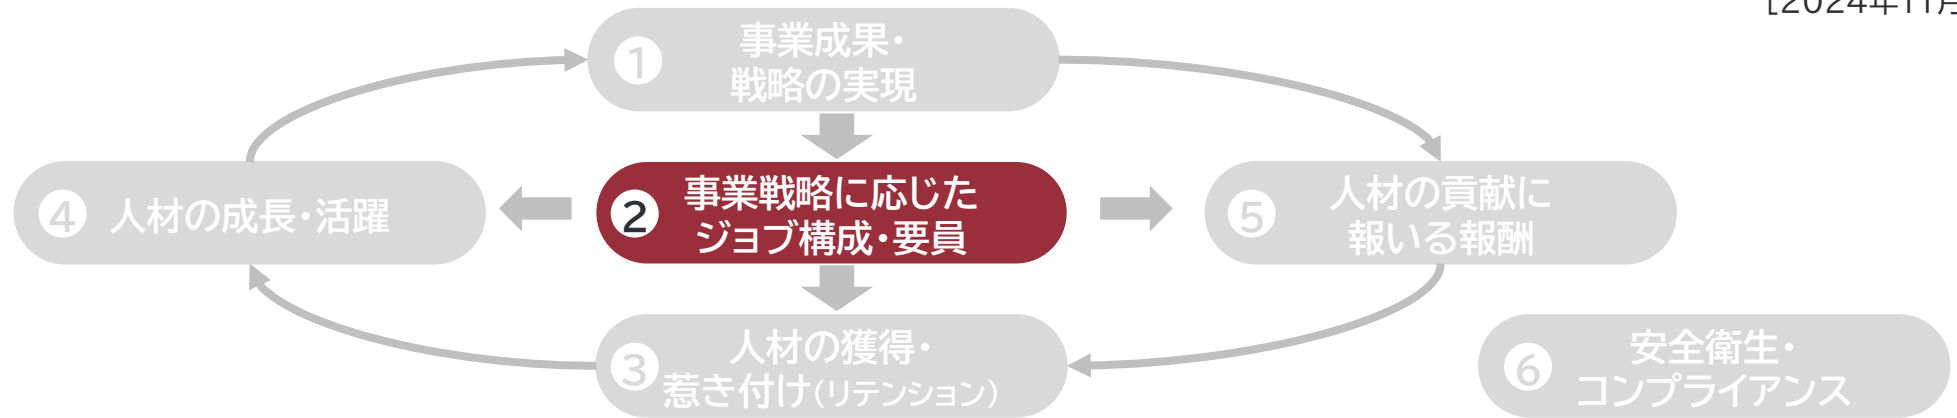 [2024年11月
1
事業成果・
戦略の実現
4
人材の成長・活躍
2
事業戦略に応じた
ジョブ構成・要員
5
人材の貢献に
報いる報酬
3
人材の獲得・
惹き付け(リテンション)
6
安全衛生・
コンプライアンス